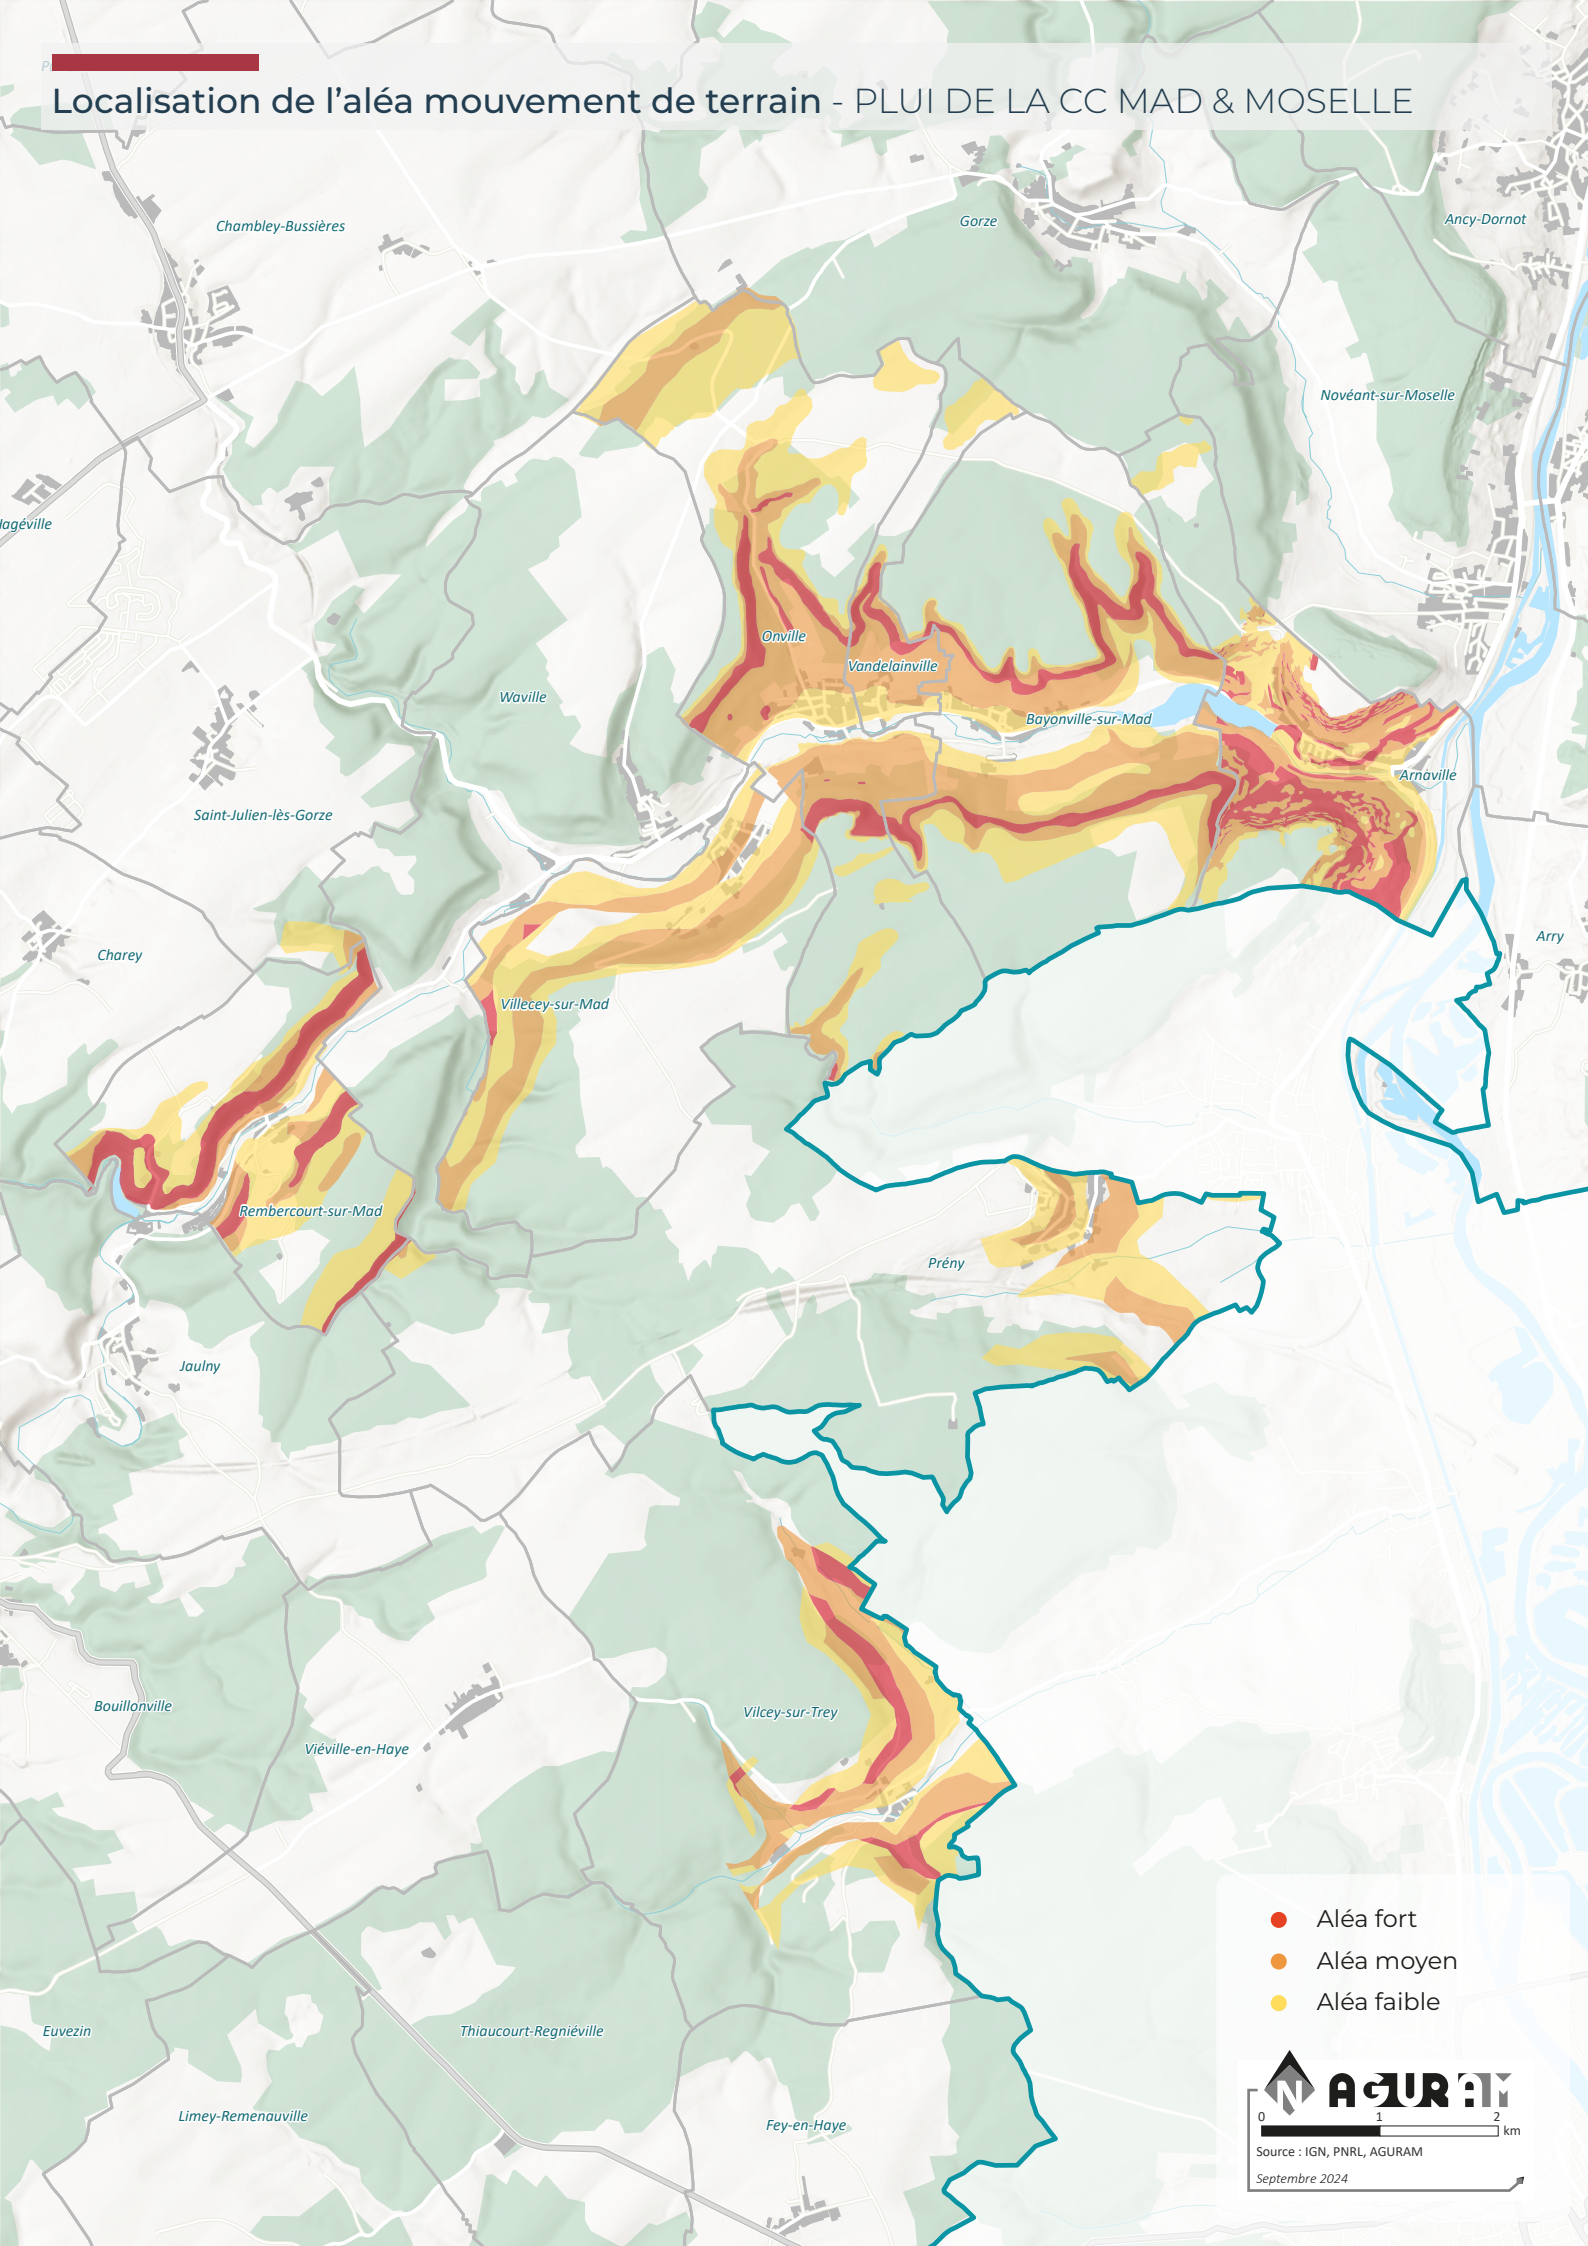 Localisation de l’aléa mouvement de terrain - PLUI DE LA CC MAD & MOSELLE
Chambley-Bussières
Gorze
Ancy-Dornot
Novéant-sur-Moselle
agéville
Onville
Vandelainville
Waville
Bayonville-sur-Mad
Arnaville
Saint-Julien-lès-Gorze
Arry
Charey
Villecey-sur-Mad
Rembercourt-sur-Mad
Prény
Jaulny
Bouillonville
Vilcey-sur-Trey
Viéville-en-Haye
Aléa fort
Aléa moyen
Aléa faible
Euvezin
Thiaucourt-Regniéville
Limey-Remenauville
Fey-en-Haye
N AGURAM
0 1 2
km
Source : IGN, PNRL, AGURAM
Septembre 2024